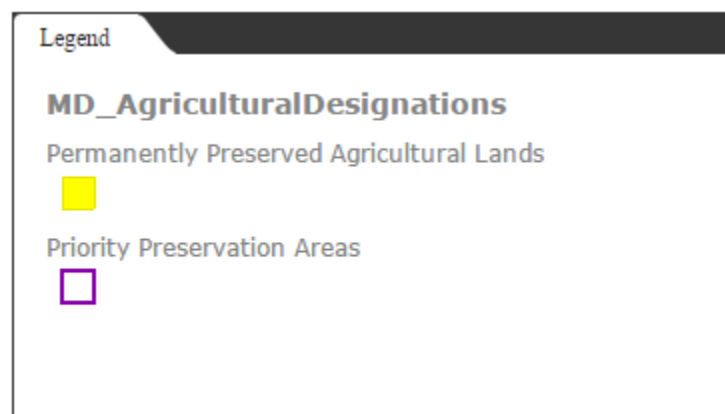 Legend
MD_AgriculturalDesignations
Permanently Preserved Agricultural Lands
Priority Preservation Areas